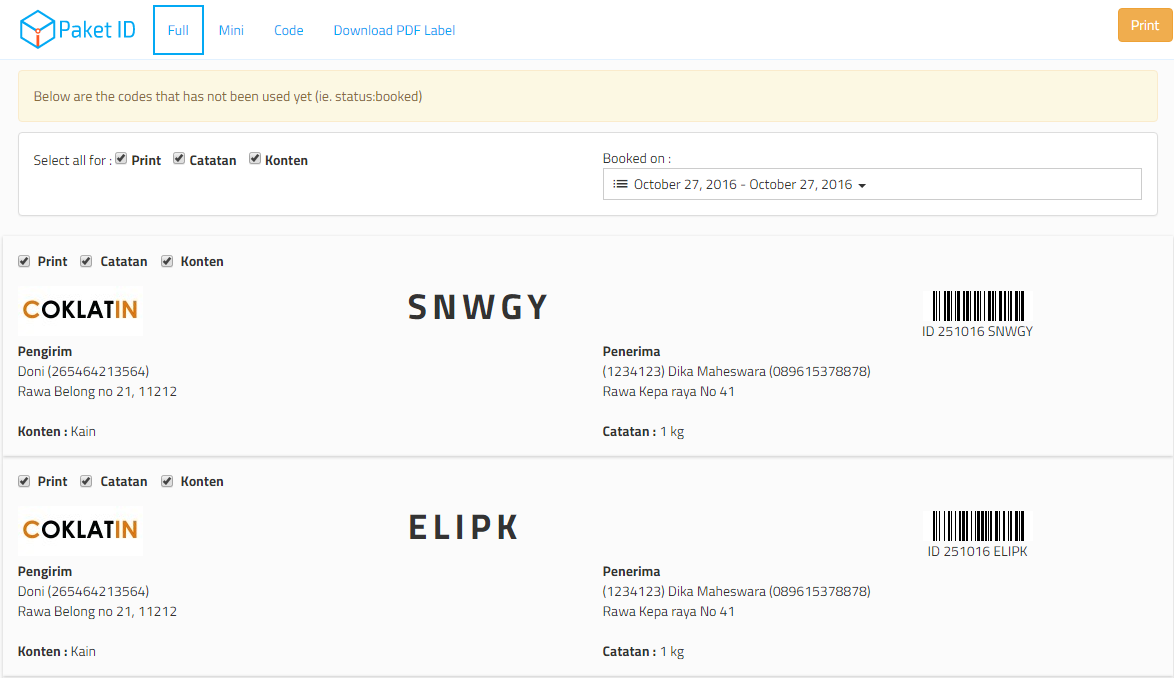 Paket ID Full Mini Code Download PDF Label Print
Below are the codes that has not been used yet (ie. status:booked)
Select all for : Print Catatan Konten
Booked on :
October 27, 2016 - October 27, 2016
Print Catatan Konten
COKLATIN
SNWGY
ID 251016 SNWGY
Pengirim
Doni (265464213564)
Rawa Belong no 21, 11212
Penerima
(1234123) Dika Maheswara (089615378878)
Rawa Kepa raya No 41
Konten : Kain
Catatan : 1 kg
Print Catatan Konten
COKLATIN
ELIPK
ID 251016 ELIPK
Pengirim
Doni (265464213564)
Rawa Belong no 21, 11212
Penerima
(1234123) Dika Maheswara (089615378878)
Rawa Kepa raya No 41
Konten : Kain
Catatan : 1 kg